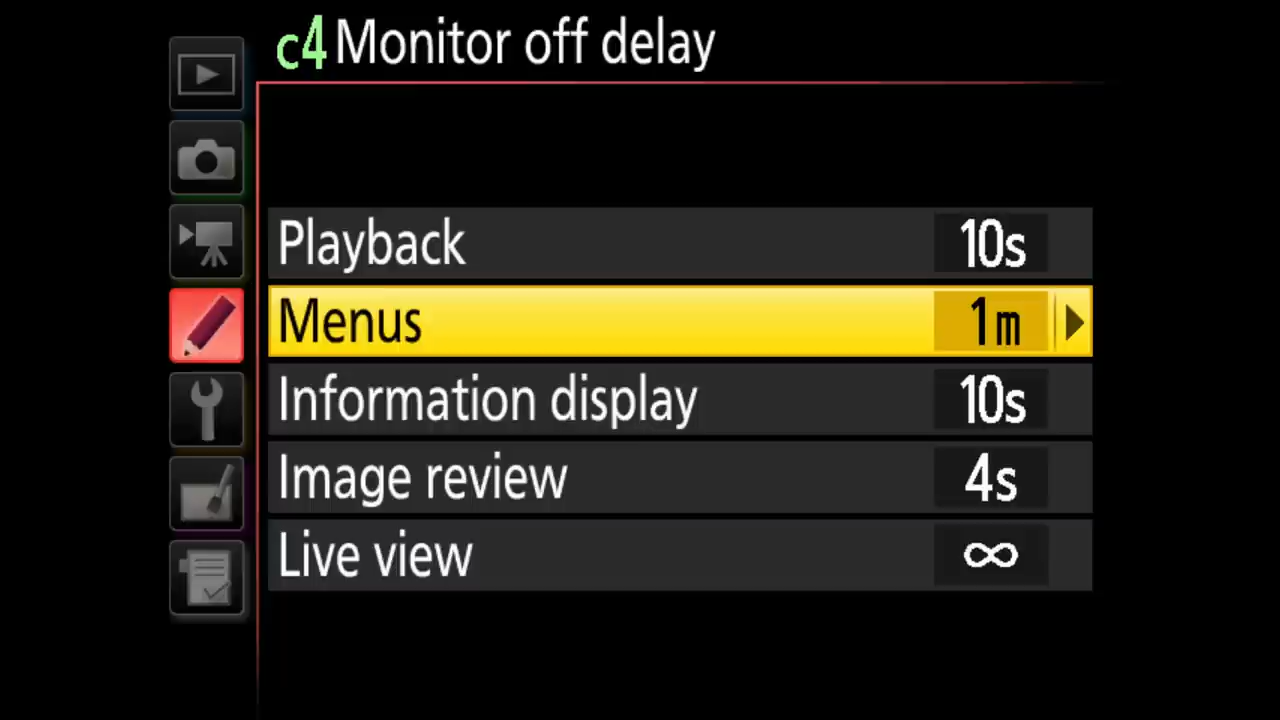 c4 Monitor off delay
Playback 10s
Menus 1m
Information display 10s
Image review 4s
Live view ∞